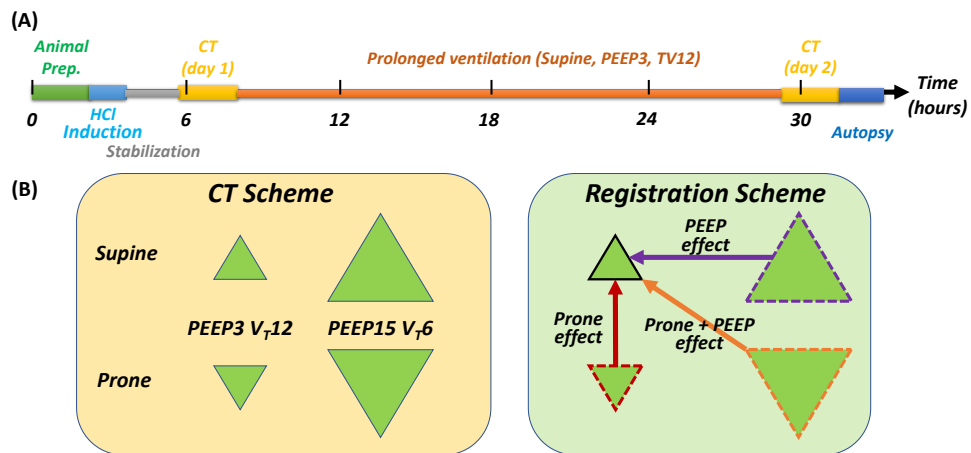 (A)
Animal
Prep.
CT
(day 1)
Prolonged ventilation (Supine, PEEP3, TV12)
CT
(day 2)
Time
(hours)
0
6
12
18
24
30
HCl
Induction
Stabilization
Autopsy
(B)
CT Scheme
Supine
PEEP3 VT12
PEEP15 VT6
Prone
Registration Scheme
PEEP
effect
Prone
effect
Prone + PEEP
effect